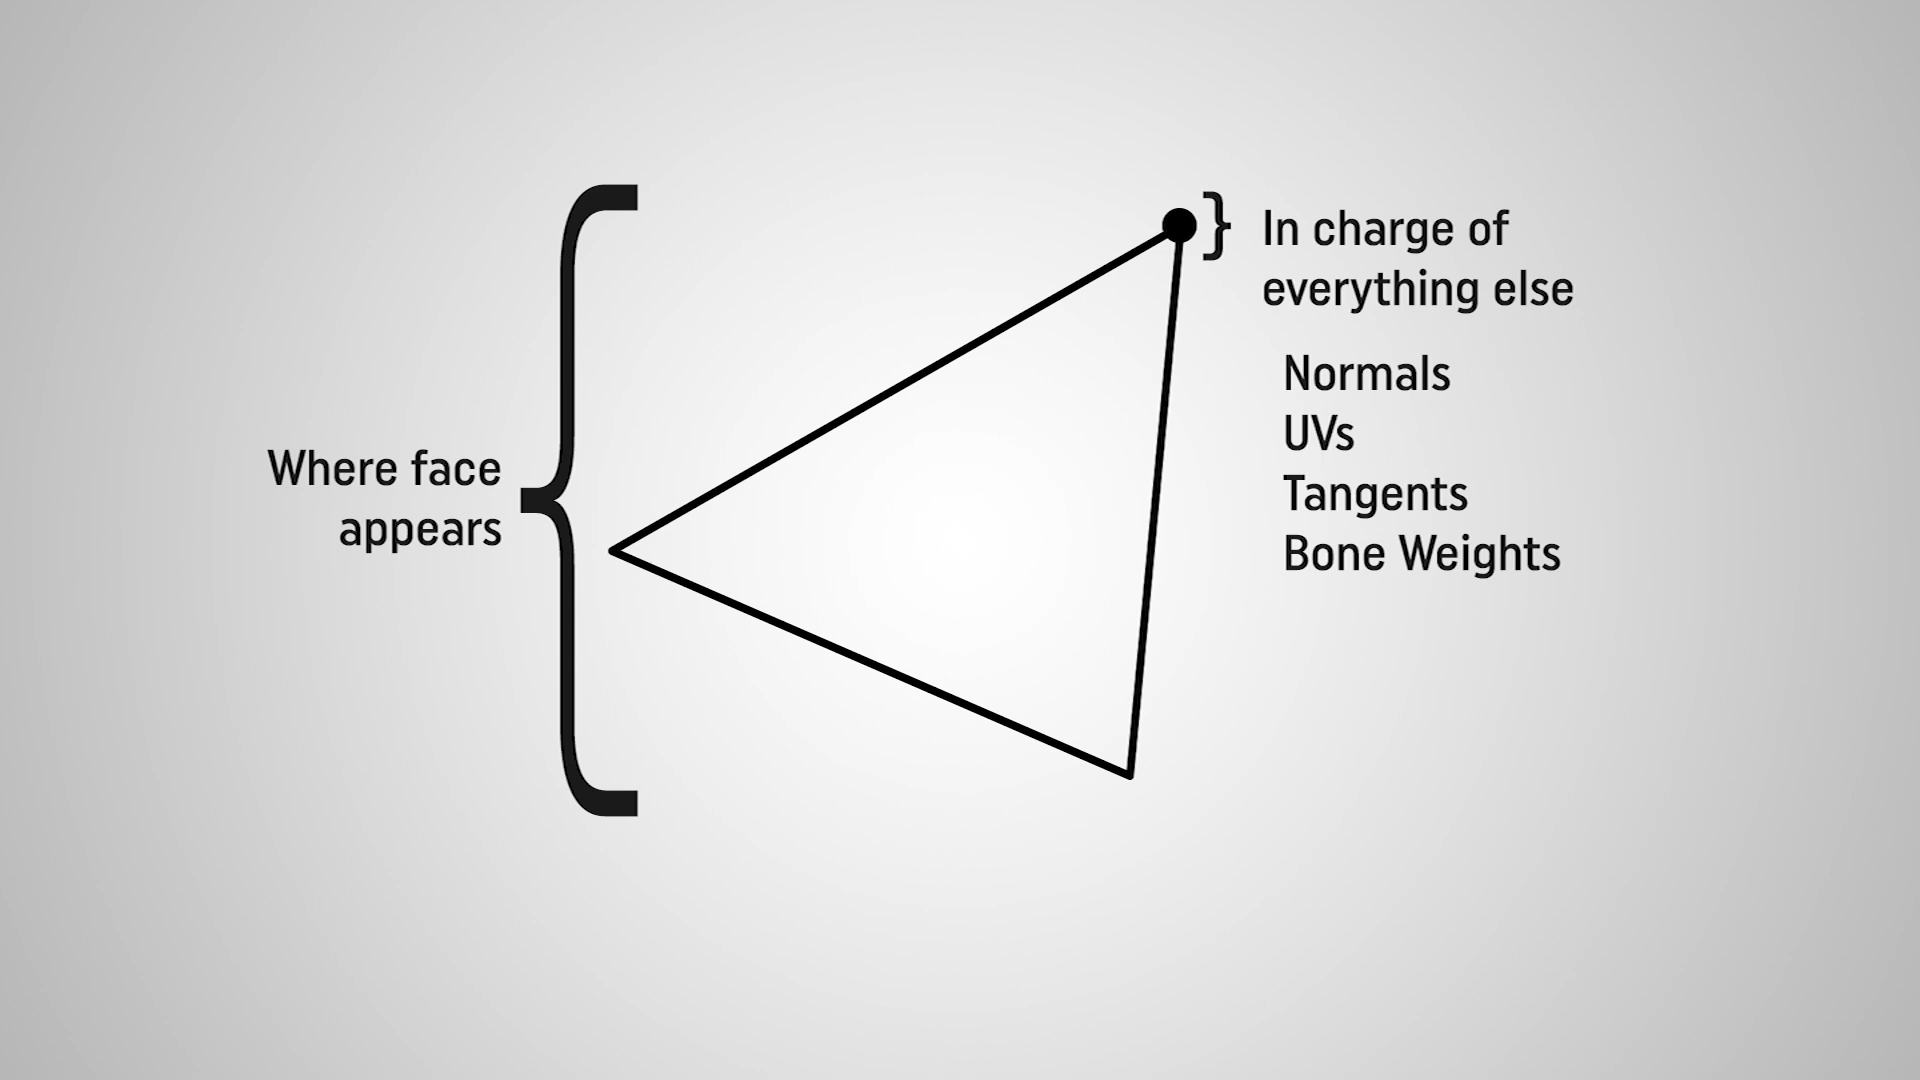 Where face
appears
In charge of
everything else
Normals
UVs
Tangents
Bone Weights